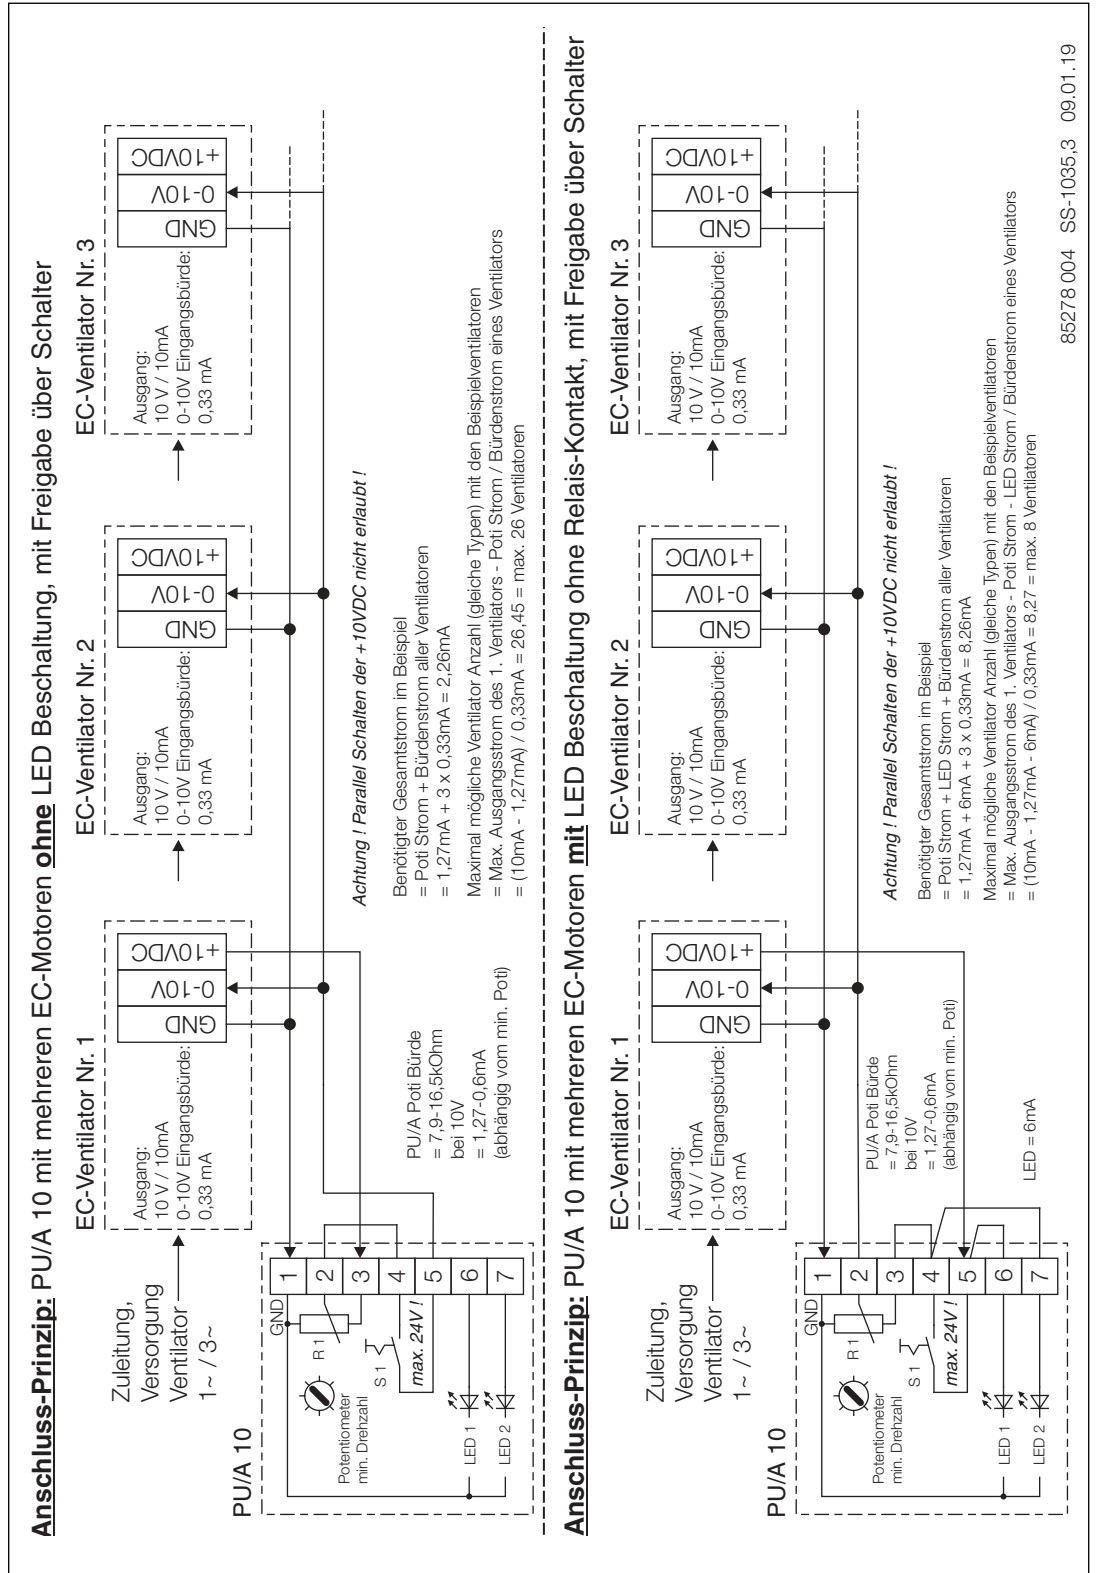 Anschluss-Prinzip: PU/A 10 mit mehreren EC-Motoren ohne LED Beschaltung, mit Freigabe über Schalter
Zuleitung,
Versorgung
Ventilator
1~ / 3~
EC-Ventilator Nr. 1
Ausgang:
10 V / 10mA
0-10V Eingangsbürde:
0,33 mA
GND
0-10V
+10VDC
EC-Ventilator Nr. 2
Ausgang:
10 V / 10mA
0-10V Eingangsbürde:
0,33 mA
GND
0-10V
+10VDC
EC-Ventilator Nr. 3
Ausgang:
10 V / 10mA
0-10V Eingangsbürde:
0,33 mA
GND
0-10V
+10VDC
PU/A 10
Potentiometer
min. Drehzahl
GND
R 1
S 1
max. 24V !
LED 1
LED 2
1
2
3
4
5
6
7
PU/A Poti Bürde
= 7,9-16,5kOhm
bei 10V
= 1,27-0,6mA
(abhängig vom min. Poti)
Achtung ! Parallel Schalten der +10VDC nicht erlaubt !
Benötigter Gesamtstrom im Beispiel
= Poti Strom + Bürdenstrom aller Ventilatoren
= 1,27mA + 3 x 0,33mA = 2,26mA
Maximal mögliche Ventilator Anzahl (gleiche Typen) mit den Beispielventilatoren
= Max. Ausgangsstrom des 1. Ventilators - Poti Strom / Bürdenstrom eines Ventilators
= (10mA - 1,27mA) / 0,33mA = 26,45 = max. 26 Ventilatoren
Anschluss-Prinzip: PU/A 10 mit mehreren EC-Motoren mit LED Beschaltung ohne Relais-Kontakt, mit Freigabe über Schalter
Zuleitung,
Versorgung
Ventilator
1~ / 3~
EC-Ventilator Nr. 1
Ausgang:
10 V / 10mA
0-10V Eingangsbürde:
0,33 mA
GND
0-10V
+10VDC
EC-Ventilator Nr. 2
Ausgang:
10 V / 10mA
0-10V Eingangsbürde:
0,33 mA
GND
0-10V
+10VDC
EC-Ventilator Nr. 3
Ausgang:
10 V / 10mA
0-10V Eingangsbürde:
0,33 mA
GND
0-10V
+10VDC
PU/A 10
Potentiometer
min. Drehzahl
GND
R 1
S 1
max. 24V !
LED 1
LED 2
1
2
3
4
5
6
7
PU/A Poti Bürde
= 7,9-16,5kOhm
bei 10V
= 1,27-0,6mA
(abhängig vom min. Poti)
LED = 6mA
Achtung ! Parallel Schalten der +10VDC nicht erlaubt !
Benötigter Gesamtstrom im Beispiel
= Poti Strom + LED Strom + Bürdenstrom aller Ventilatoren
= 1,27mA + 6mA + 3 x 0,33mA = 8,26mA
Maximal mögliche Ventilator Anzahl (gleiche Typen) mit den Beispielventilatoren
= Max. Ausgangsstrom des 1. Ventilators - Poti Strom - LED Strom / Bürdenstrom eines Ventilators
= (10mA - 1,27mA - 6mA) / 0,33mA = 8,27 = max. 8 Ventilatoren
85278 004 SS-1035,3 09.01.19